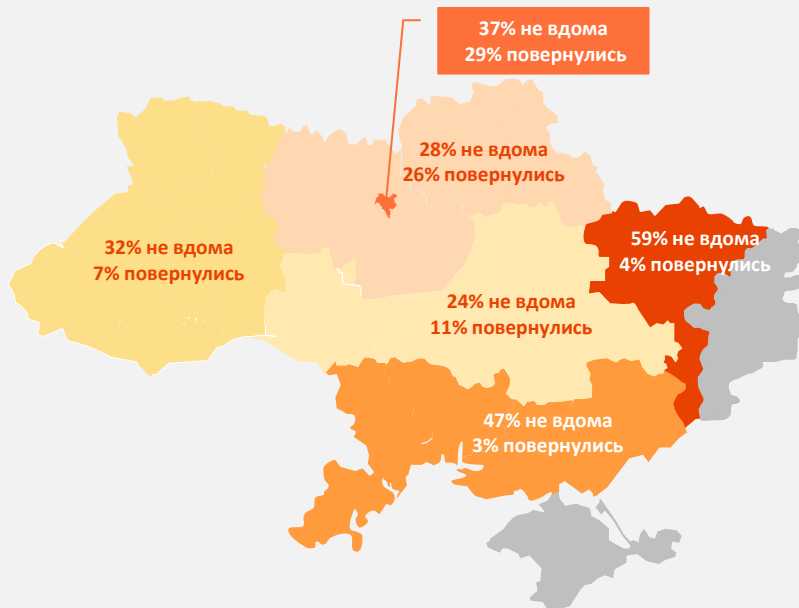 37% не вдома
29% повернулись
28% не вдома
26% повернулись
32% не вдома
7% повернулись
59% не вдома
4% повернулись
24% не вдома
11% повернулись
47% не вдома
3% повернулись